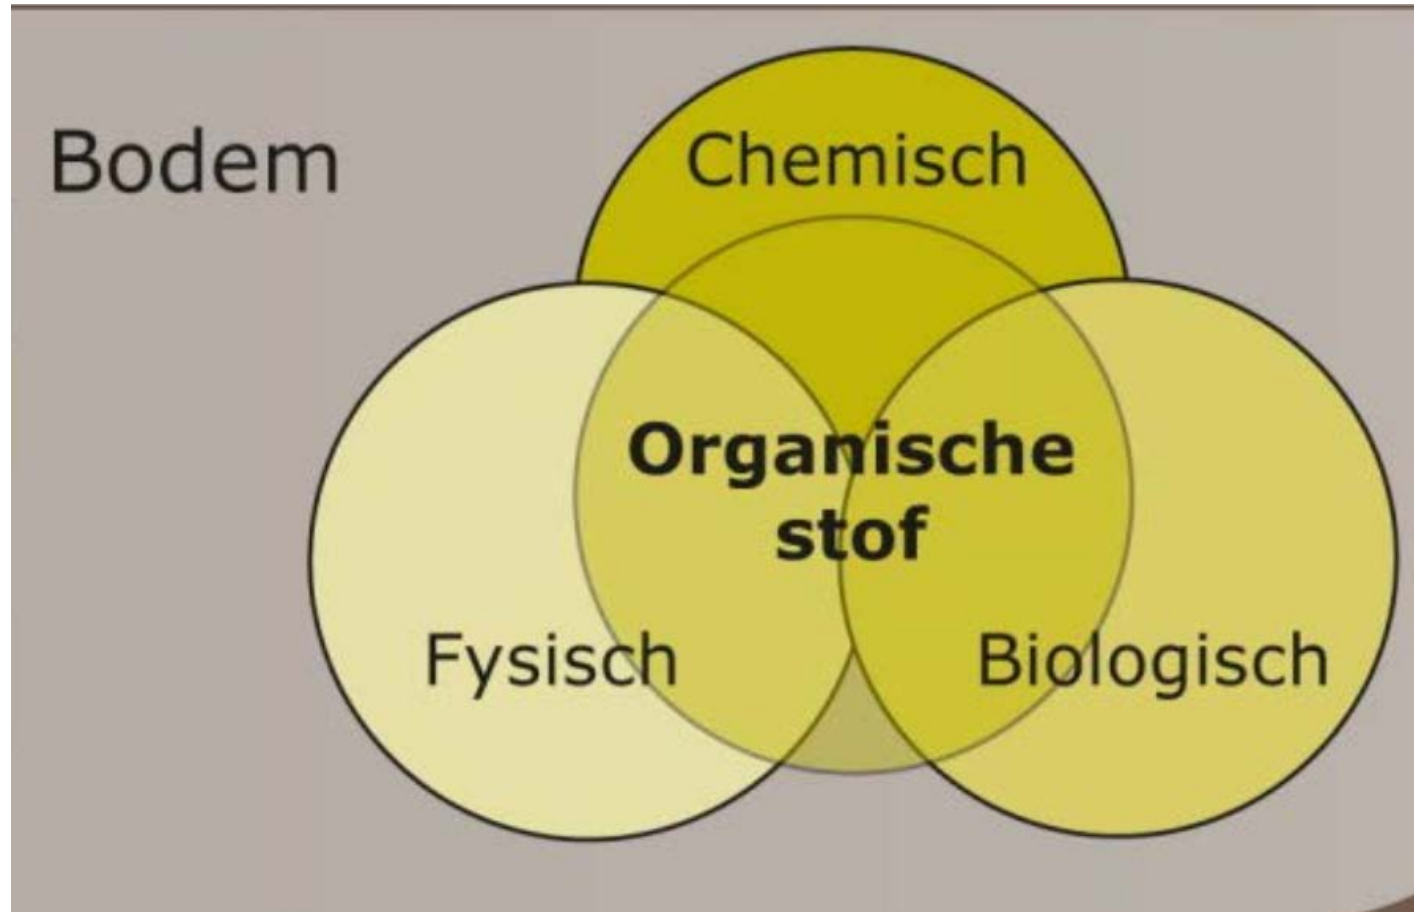 Bodem
Chemisch
Organische
stof
Fysisch
Biologisch